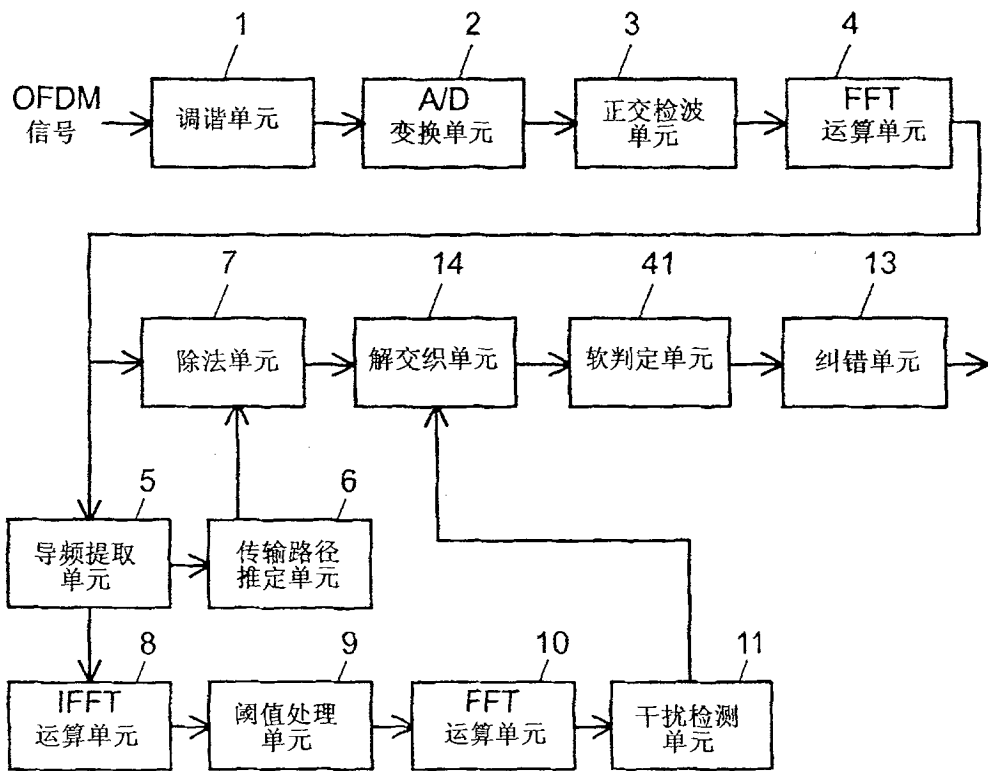 1
2
3
4
OFDM
信号
调谐单元
A/D
变换单元
正交检波
单元
FFT
运算单元
7
14
41
13
除法单元
解交织单元
软判定单元
纠错单元
5
6
导频提取
单元
传输路径
推定单元
8
9
10
11
IFFT
运算单元
阈值处理
单元
FFT
运算单元
干扰检测
单元